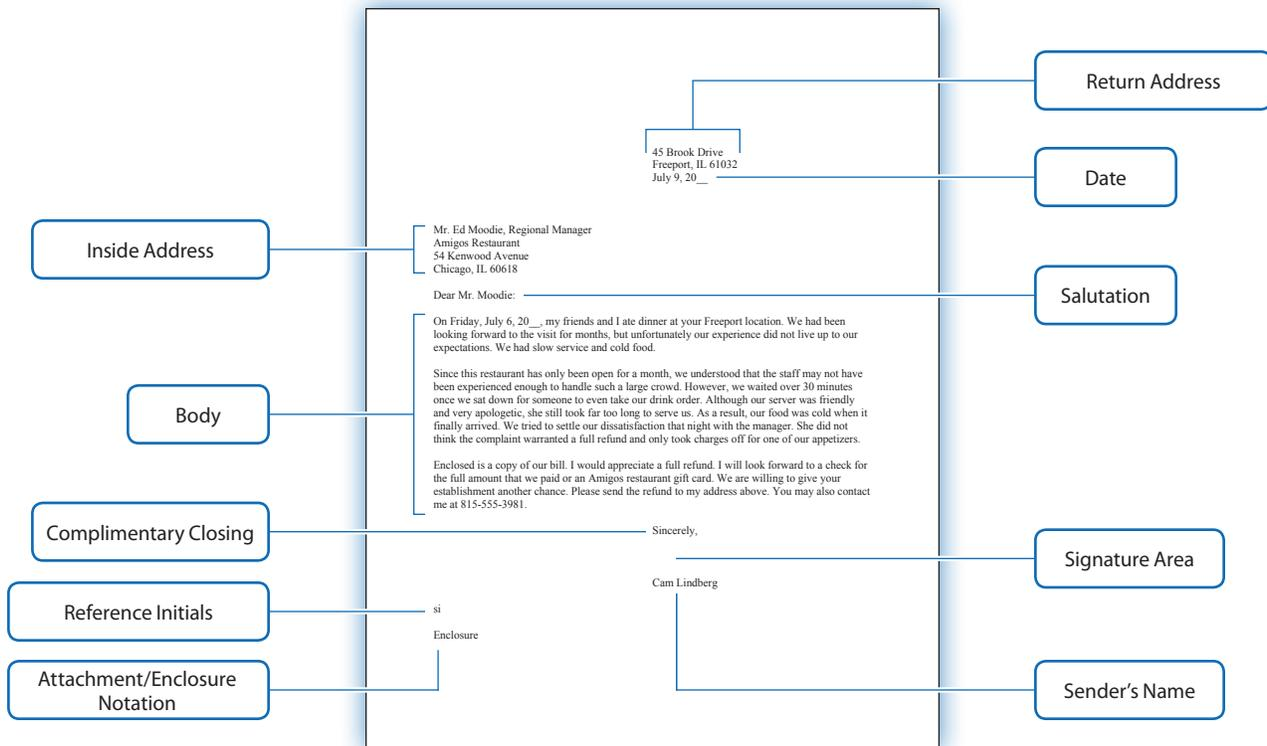 Return Address
45 Brook Drive
Freeport, IL 61032
July 9, 20__
Date
Inside Address
Mr. Ed Moodie, Regional Manager
Amigos Restaurant
54 Kenwood Avenue
Chicago, IL 60618
Dear Mr. Moodie:
Salutation
Body
On Friday, July 6, 20__, my friends and I ate dinner at your Freeport location. We had been
looking forward to the visit for months, but unfortunately our experience did not live up to our
expectations. We had slow service and cold food.
Since this restaurant has only been open for a month, we understood that the staff may not have
been experienced enough to handle such a large crowd. However, we waited over 30 minutes
once we sat down for someone to even take our drink order. Although our server was friendly
and very apologetic, she still took far too long to serve us. As a result, our food was cold when it
finally arrived. We tried to settle our dissatisfaction that night with the manager. She did not
think the complaint warranted a full refund and only took charges off for one of our appetizers.
Enclosed is a copy of our bill. I would appreciate a full refund. I will look forward to a check for
the full amount that we paid or an Amigos restaurant gift card. We are willing to give your
establishment another chance. Please send the refund to my address above. You may also contact
me at 815-555-3981.
Complimentary Closing
Sincerely,
Signature Area
Cam Lindberg
Reference Initials
si
Enclosure
Attachment/Enclosure
Notation
Sender's Name